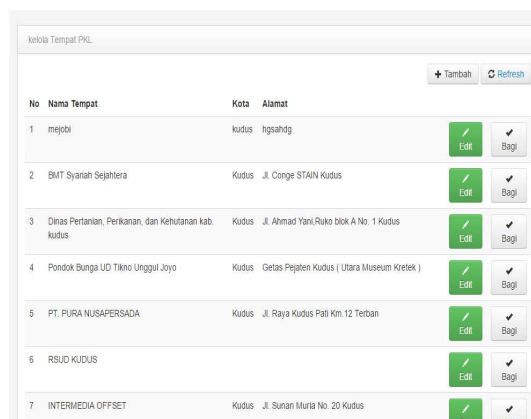 kelola Tempat PKL
Tambah Refresh
No Nama Tempat Kota Alamat
1 mejobi kudus hgsahdg
Edit Bagi
2 BMT Syariah Sejahtera Kudus Jl. Conge STAIN Kudus
Edit Bagi
3 Dinas Pertanian, Perikanan, dan Kehutanan kab. Kudus Jl. Ahmad Yani,Ruko blok A No. 1 Kudus
kudus
Edit Bagi
4 Pondok Bunga UD Tikno Unggul Joyo Kudus Getas Pejaten Kudus ( Utara Museum Kretek )
Edit Bagi
5 PT. PURA NUSAPERSADA Kudus Jl. Raya Kudus Pati Km.12 Terban
Edit Bagi
6 RSUD KUDUS
Edit Bagi
7 INTERMEDIA OFFSET Kudus Jl. Sunan Muria No. 20 Kudus